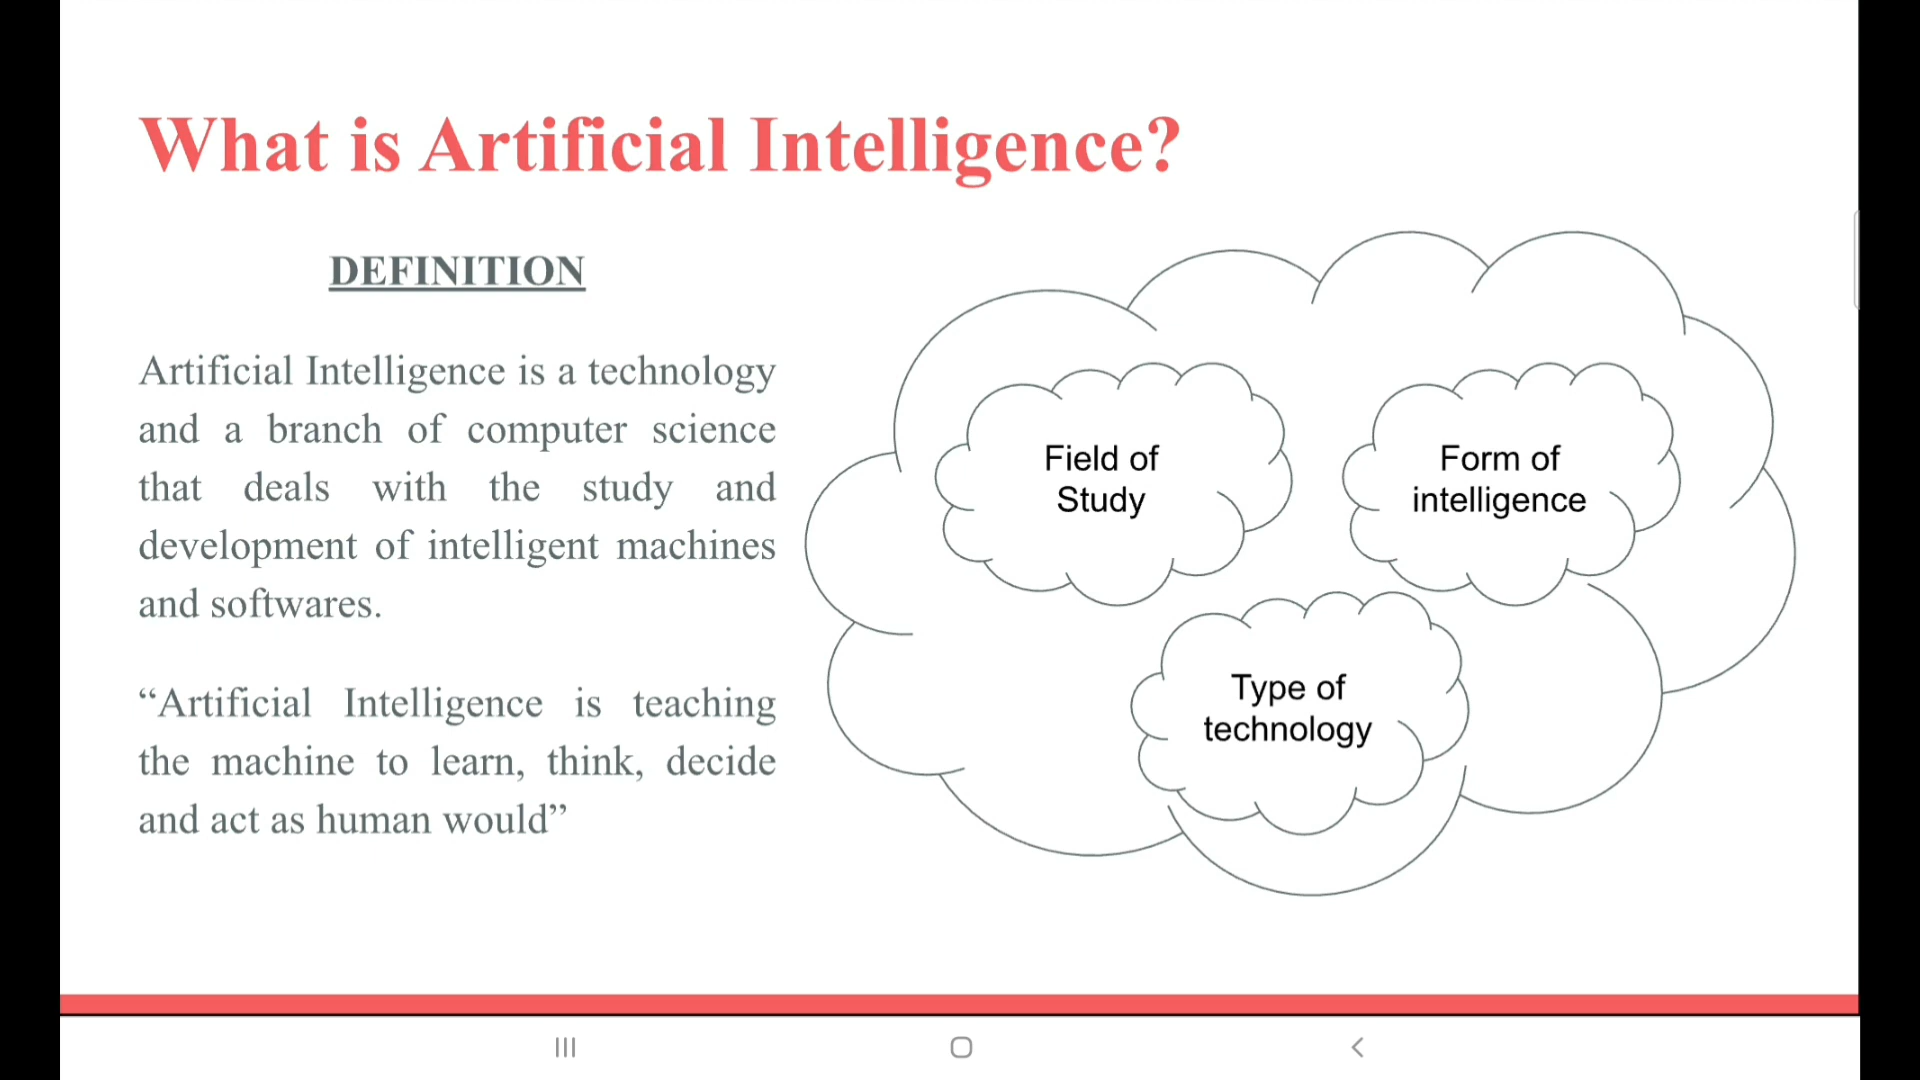 What is Artificial Intelligence?
DEFINITION
Artificial Intelligence is a technology
and a branch of computer science
that deals with the study and
development of intelligent machines
and softwares.
“Artificial Intelligence is teaching
the machine to learn, think, decide
and act as human would”
Field of
Study
Form of
intelligence
Type of
technology